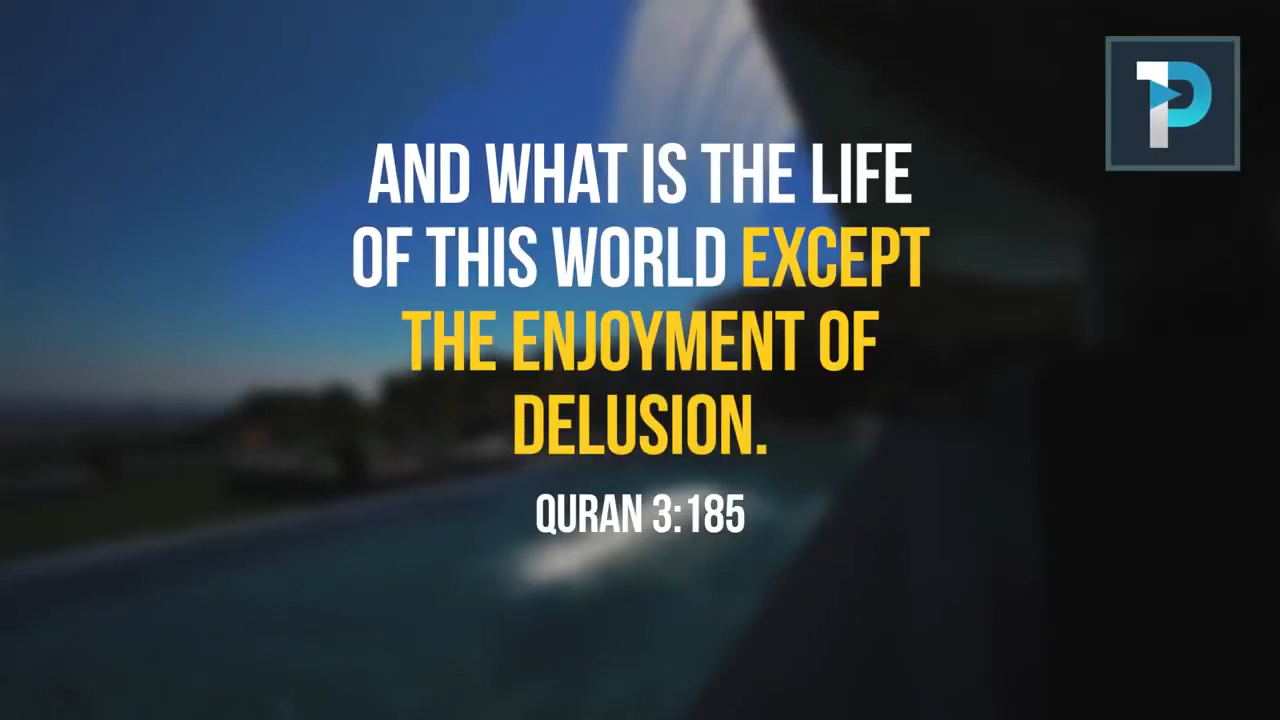 AND WHAT IS THE LIFE
OF THIS WORLD EXCEPT
THE ENJOYMENT OF
DELUSION.
QURAN 3:185